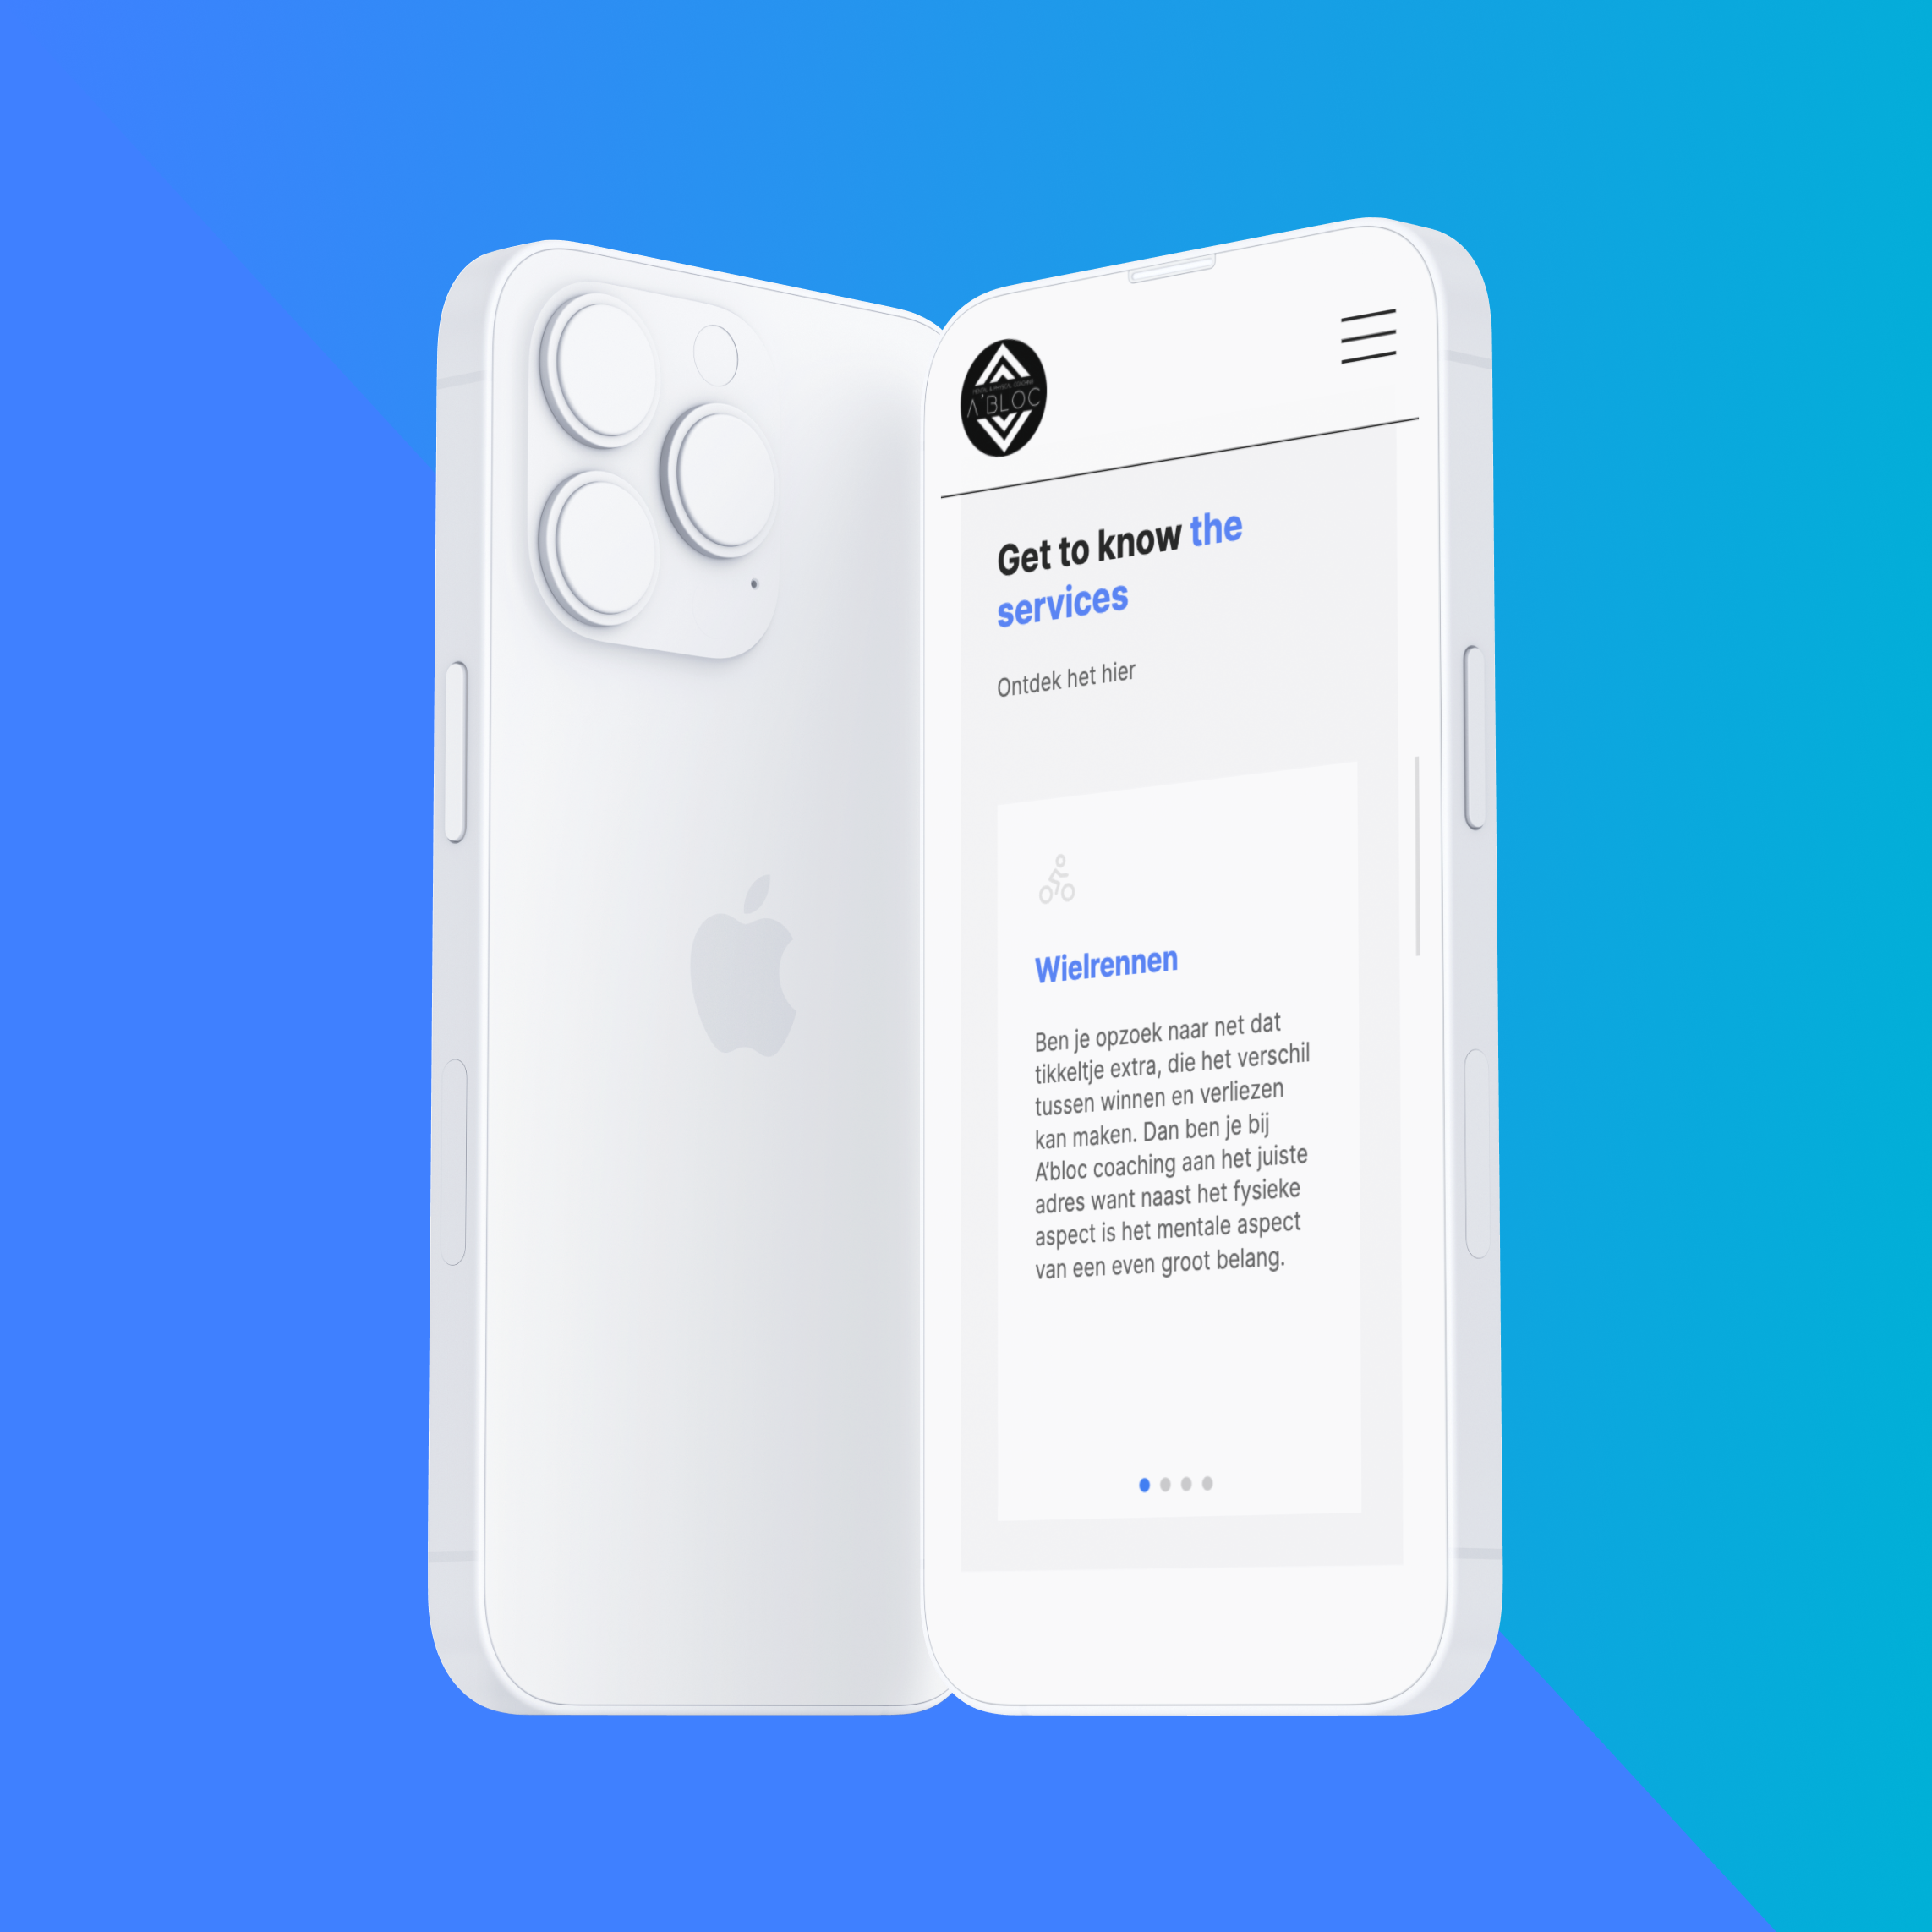 A'BLOC
Get to know the
services
Ontdek het hier
Wielrennen
Ben je opzoek naar net dat
tikkeltje extra, die het verschil
tussen winnen en verliezen
kan maken. Dan ben je bij
A'bloc coaching aan het juiste
adres want naast het fysieke
aspect is het mentale aspect
van een even groot belang.